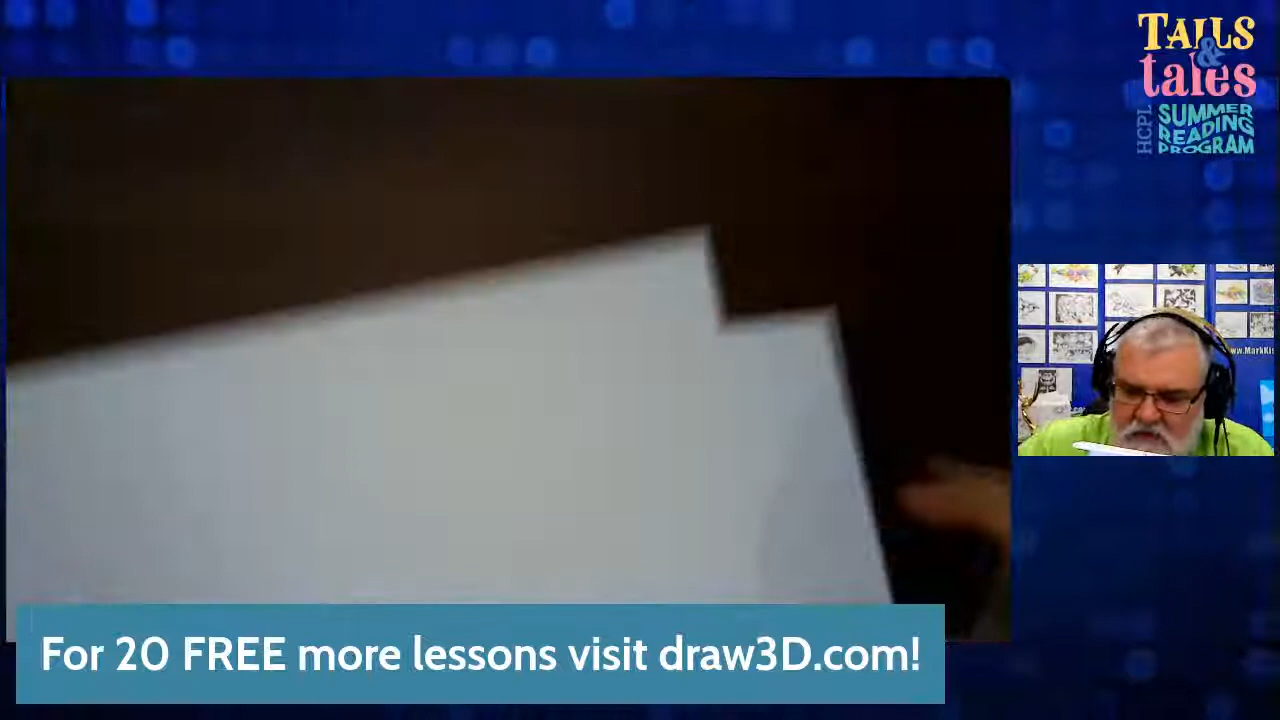 TAILS
&
tales
HCPL
SUMMER
READING
PROGRAM
For 20 FREE more lessons visit draw3D.com!